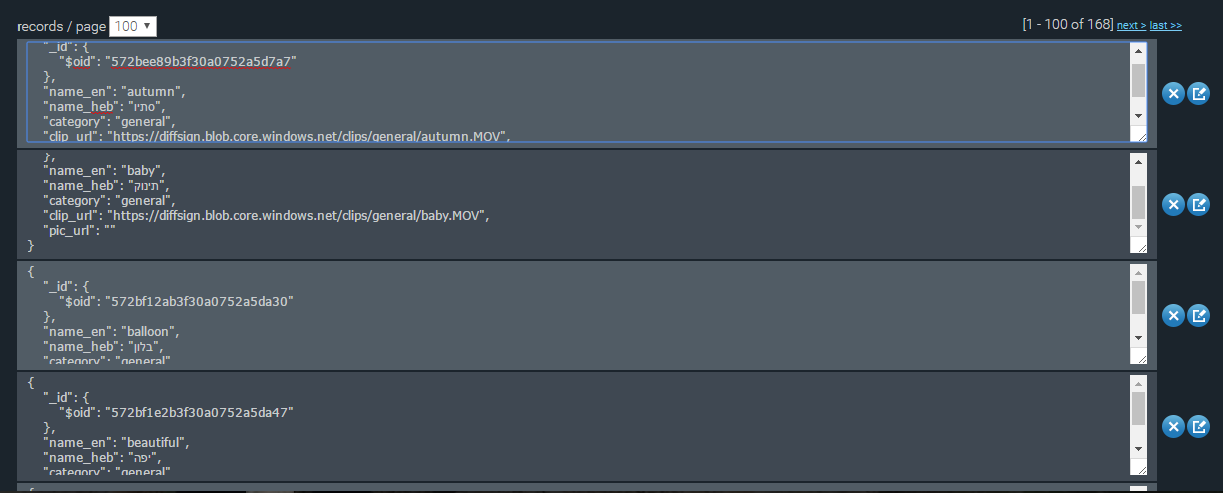 records / page 100
[1 - 100 of 168] next > last >>
"_id": {
"$oid": "572bee89b3f30a0752a5d7a7"
},
"name_en": "autumn",
"name_heb": "סתיו",
"category": "general",
"clip_url": "https://diffsign.blob.core.windows.net/clips/general/autumn.MOV",
},
"name_en": "baby",
"name_heb": "תינוק",
"category": "general",
"clip_url": "https://diffsign.blob.core.windows.net/clips/general/baby.MOV",
"pic_url": ""
}
{
"_id": {
"$oid": "572bf12ab3f30a0752a5da30"
},
"name_en": "balloon",
"name_heb": "בלון",
"category": "general"
{
"_id": {
"$oid": "572bf1e2b3f30a0752a5da47"
},
"name_en": "beautiful",
"name_heb": "יפה",
"category": "general"
{